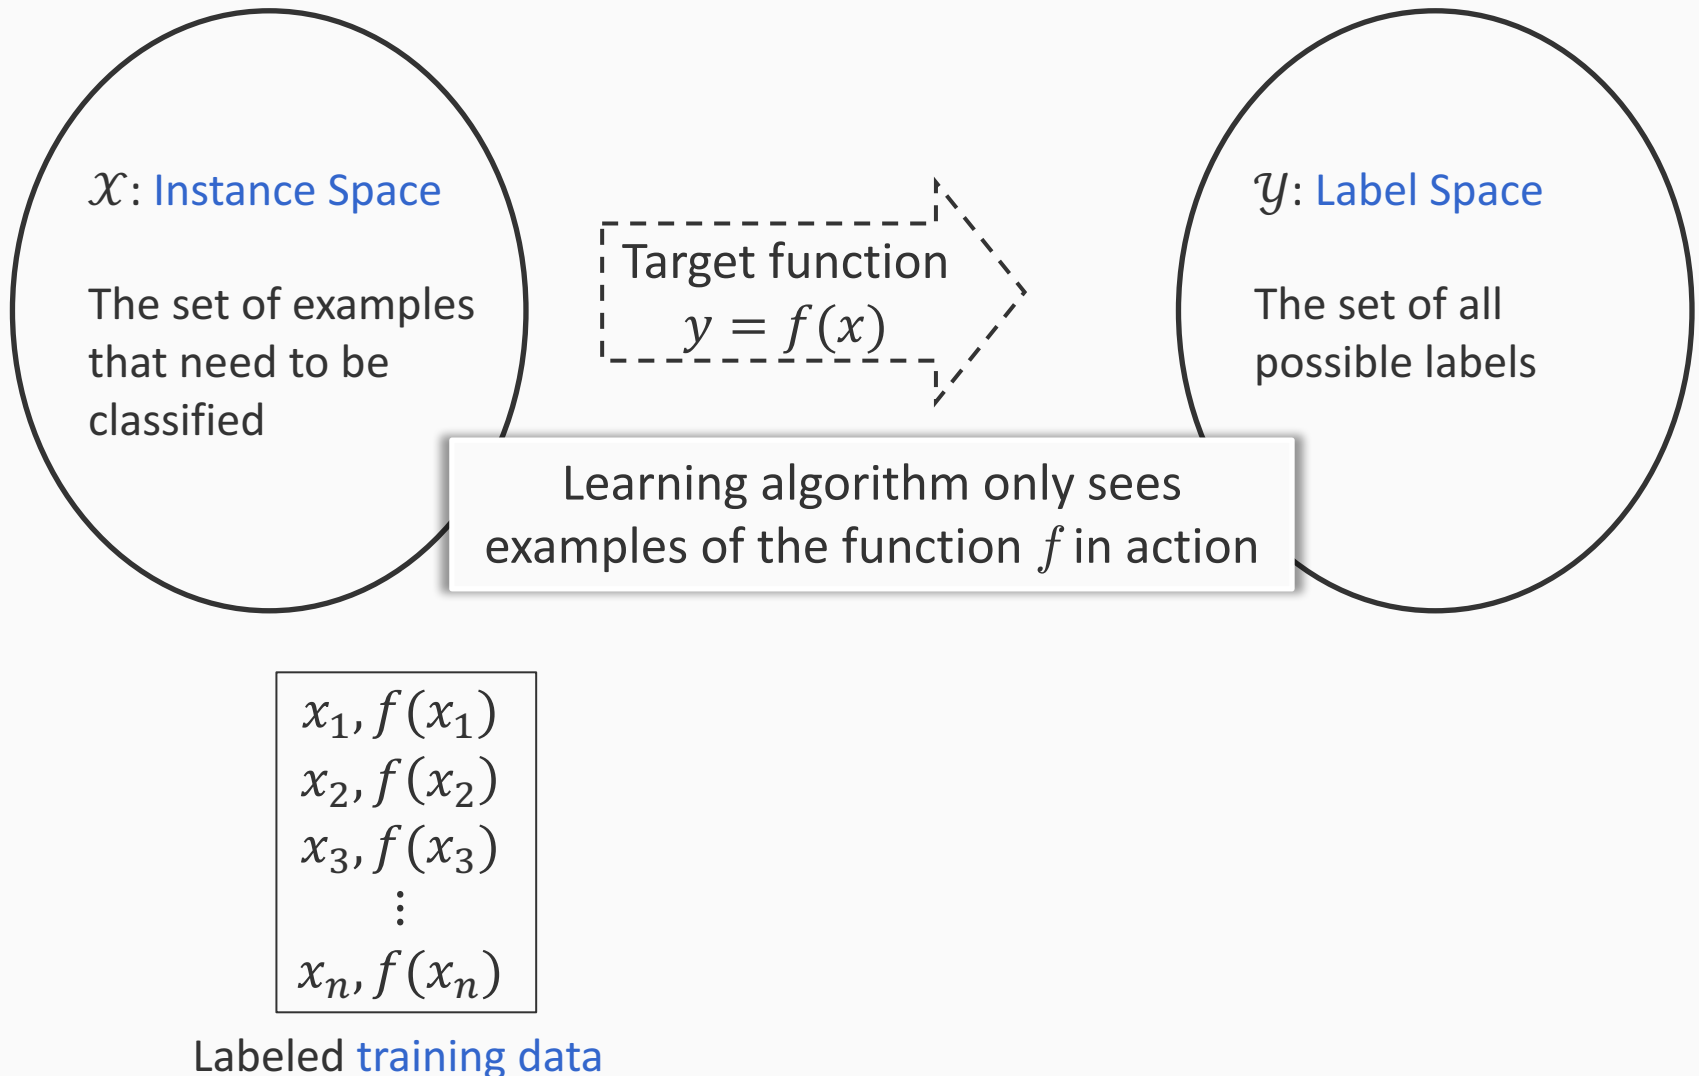 𝒳: Instance Space
The set of examples
that need to be
classified
Target function
y = f(x)
𝒴: Label Space
The set of all
possible labels
Learning algorithm only sees
examples of the function f in action
x₁, f(x₁)
x₂, f(x₂)
x₃, f(x₃)
⋮
xₙ, f(xₙ)
Labeled training data